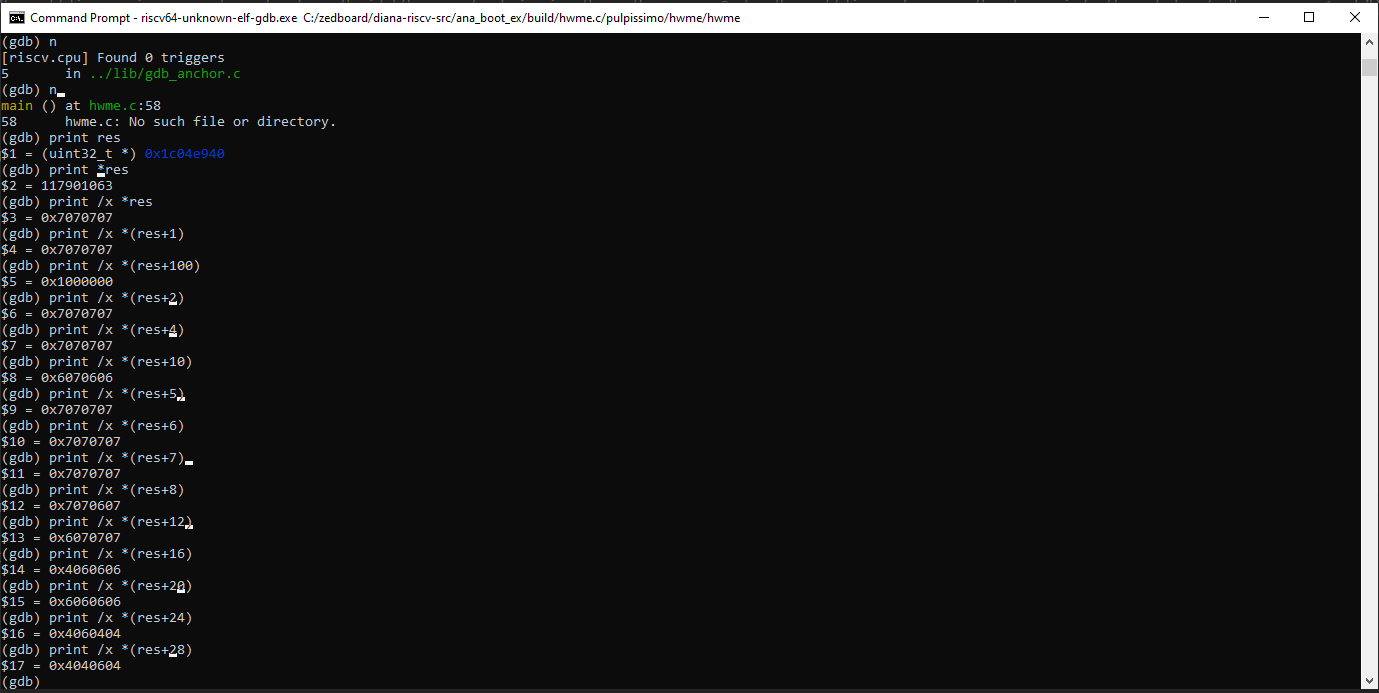 Command Prompt - riscv64-unknown-elf-gdb.exe C:/zedboard/diana-riscv-src/ana_boot_ex/build/hwme.c/pulpissimo/hwme/hwme
(gdb) n
[riscv.cpu] Found 0 triggers
5       in ../lib/gdb_anchor.c
(gdb) n
main () at hwme.c:58
58      hwme.c: No such file or directory.
(gdb) print res
$1 = (uint32_t *) 0x1c04e940
(gdb) print *res
$2 = 117901063
(gdb) print /x *res
$3 = 0x7070707
(gdb) print /x *(res+1)
$4 = 0x7070707
(gdb) print /x *(res+100)
$5 = 0x1000000
(gdb) print /x *(res+2)
$6 = 0x7070707
(gdb) print /x *(res+4)
$7 = 0x7070707
(gdb) print /x *(res+10)
$8 = 0x6070606
(gdb) print /x *(res+5)
$9 = 0x7070707
(gdb) print /x *(res+6)
$10 = 0x7070707
(gdb) print /x *(res+7)
$11 = 0x7070707
(gdb) print /x *(res+8)
$12 = 0x7070607
(gdb) print /x *(res+12)
$13 = 0x6070707
(gdb) print /x *(res+16)
$14 = 0x4060606
(gdb) print /x *(res+20)
$15 = 0x6060606
(gdb) print /x *(res+24)
$16 = 0x4060404
(gdb) print /x *(res+28)
$17 = 0x4040604
(gdb)